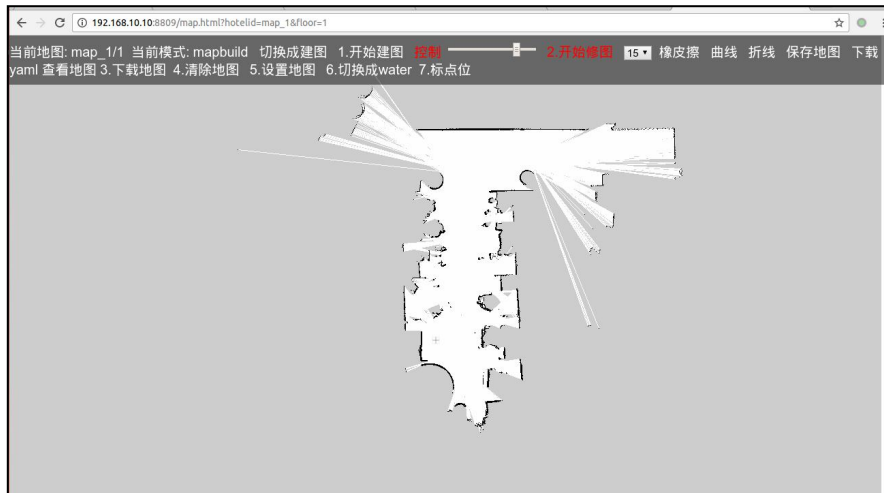 192.168.10.10:8809/map.html?hotelid=map_1&floor=1
当前地图: map_1/1 当前模式: mapbuild 切换成建图 1.开始建图 控制 2.开始修图 15 橡皮擦 曲线 折线 保存地图 下载
yaml 查看地图 3.下载地图 4.清除地图 5.设置地图 6.切换成water 7.标点位